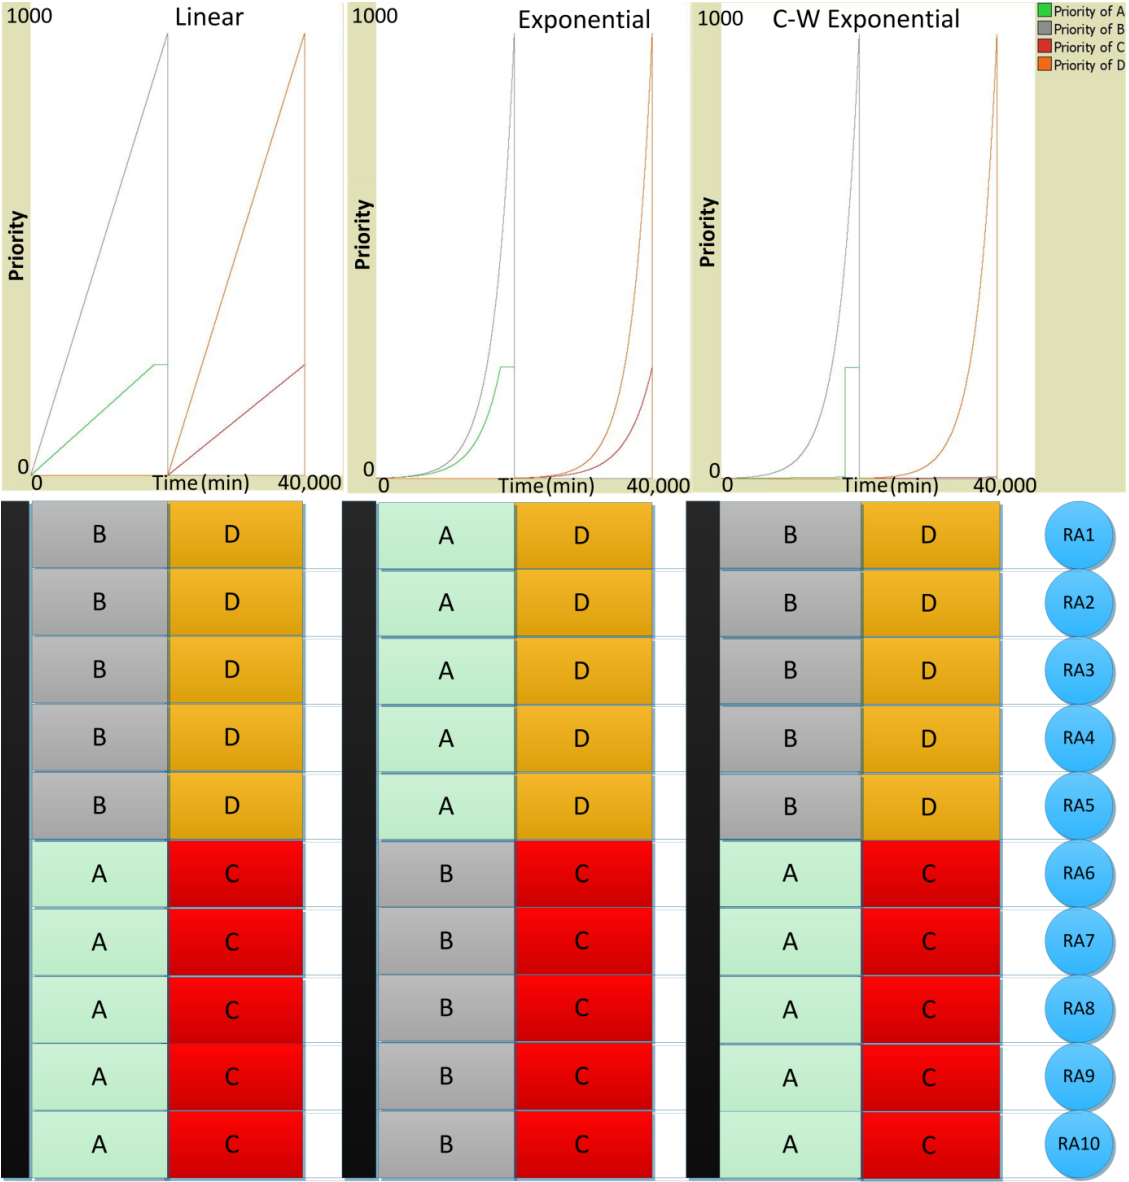 1000 Linear
1000 Exponential
1000 C-W Exponential
Priority of A
Priority of B
Priority of C
Priority of D
Priority
Priority
Priority
0
0
0
0 Time(min) 40,000
0 Time(min) 40,000
0 Time(min) 40,000
B D A D B D RA1
B D A D B D RA2
B D A D B D RA3
B D A D B D RA4
B D A D B D RA5
A C B C A C RA6
A C B C A C RA7
A C B C A C RA8
A C B C A C RA9
A C B C A C RA10